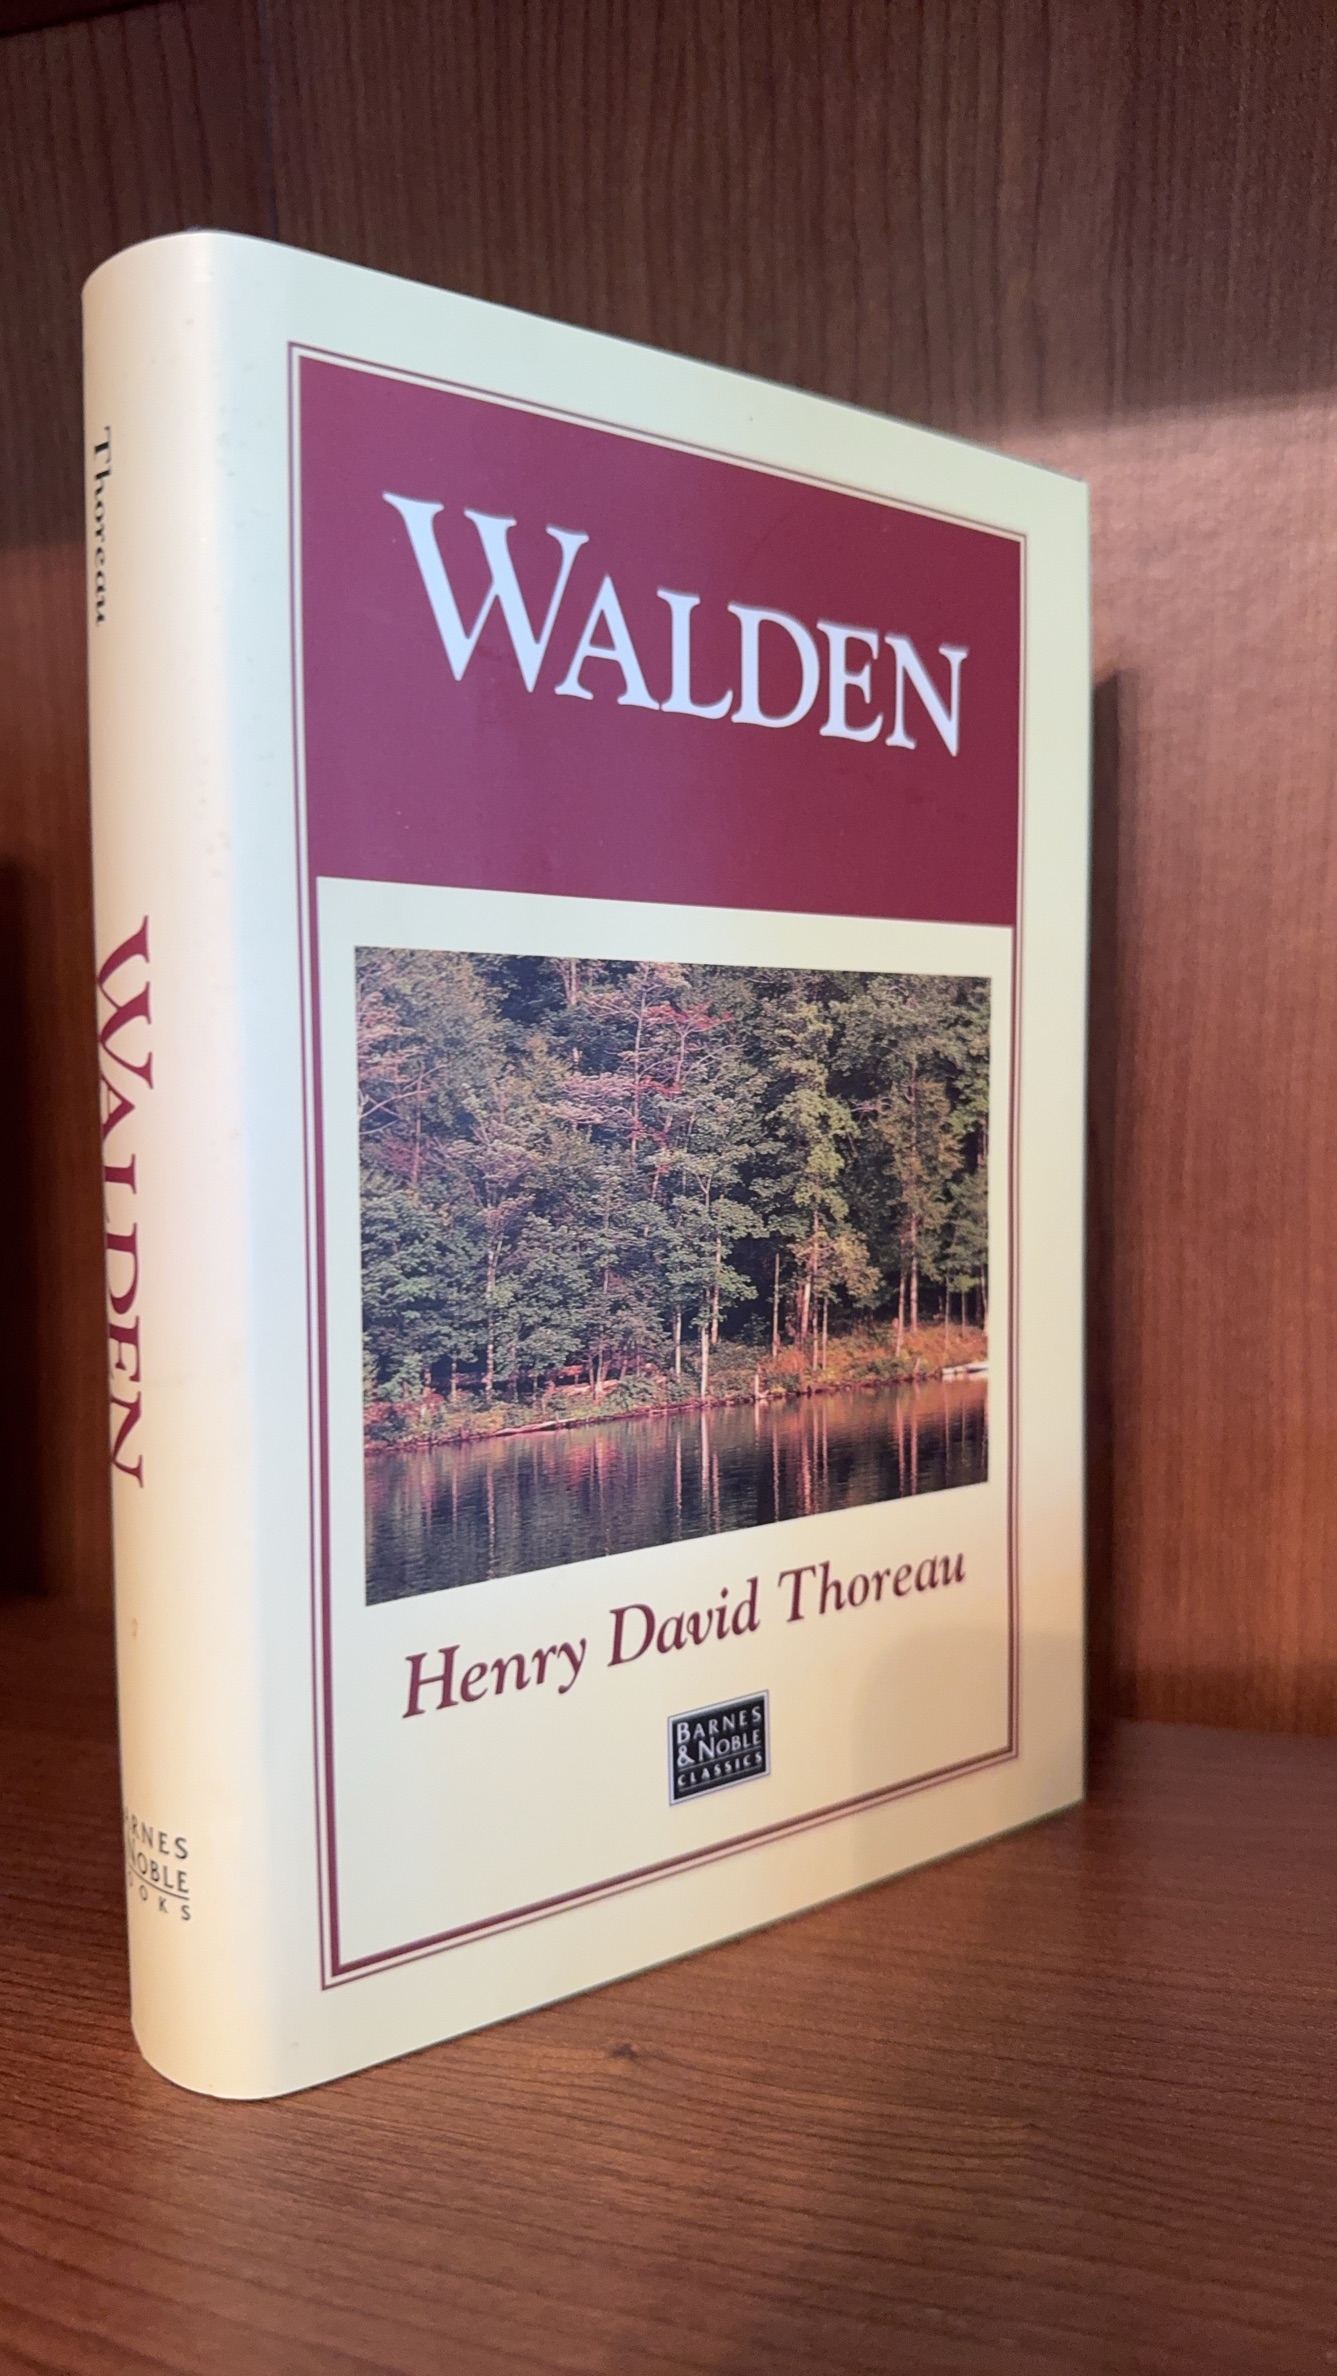 Thoreau
WALDEN
BARNES
& NOBLE
BOOKS
WALDEN
Henry David Thoreau
BARNES
& NOBLE
CLASSICS